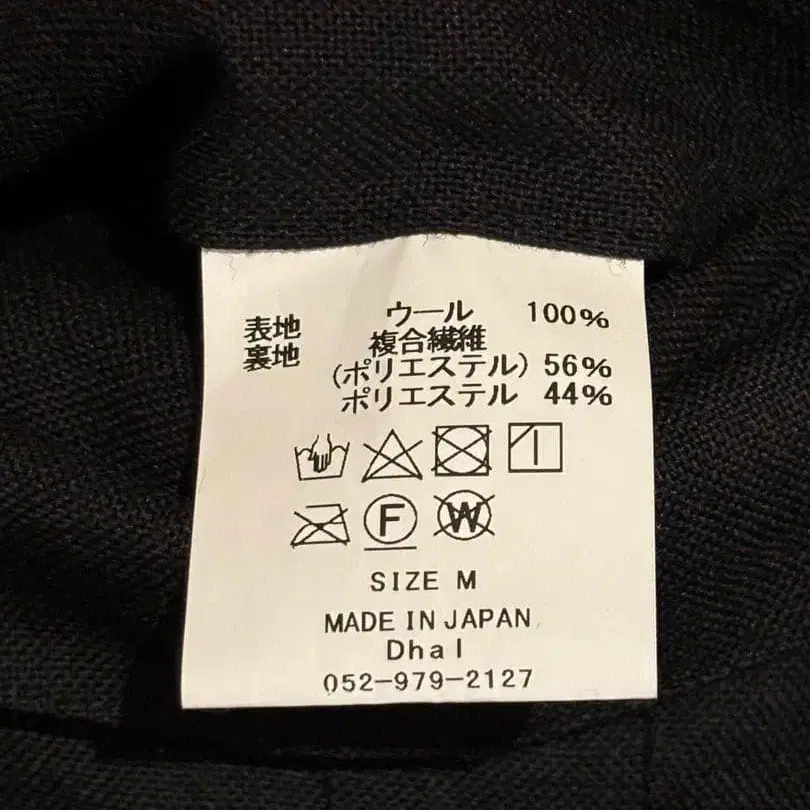 表地 ウール 100%
裏地 複合繊維
(ポリエステル) 56%
ポリエステル 44%
F W
SIZE M
MADE IN JAPAN
Dhal
052-979-2127